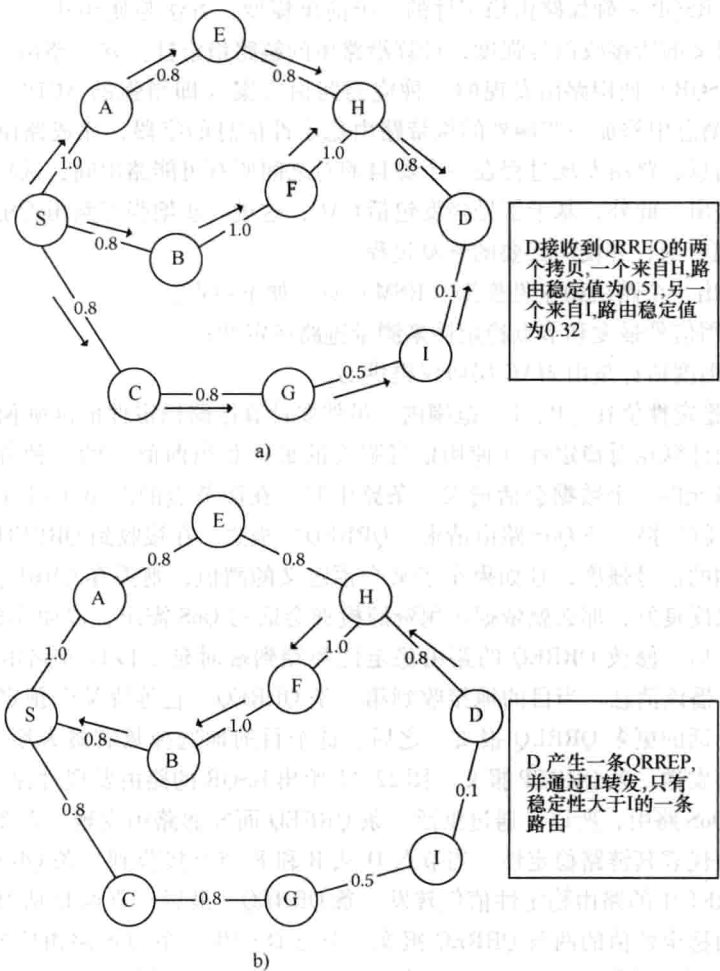 E
0.8
0.8
A
H
1.0
1.0
0.8
F
S
D
0.8
B
1.0
0.8
0.1
I
0.5
C
0.8
G
a)
D接收到QRREQ的两
个拷贝,一个来自H,路
由稳定值为0.51,另一
个来自I,路由稳定值
为0.32
E
0.8
0.8
A
H
1.0
1.0
0.8
F
S
D
1.0
0.8
B
0.8
0.1
I
0.5
C
0.8
G
b)
D 产生一条QRREP,
并通过H转发,只有
稳定性大于I的一条
路由